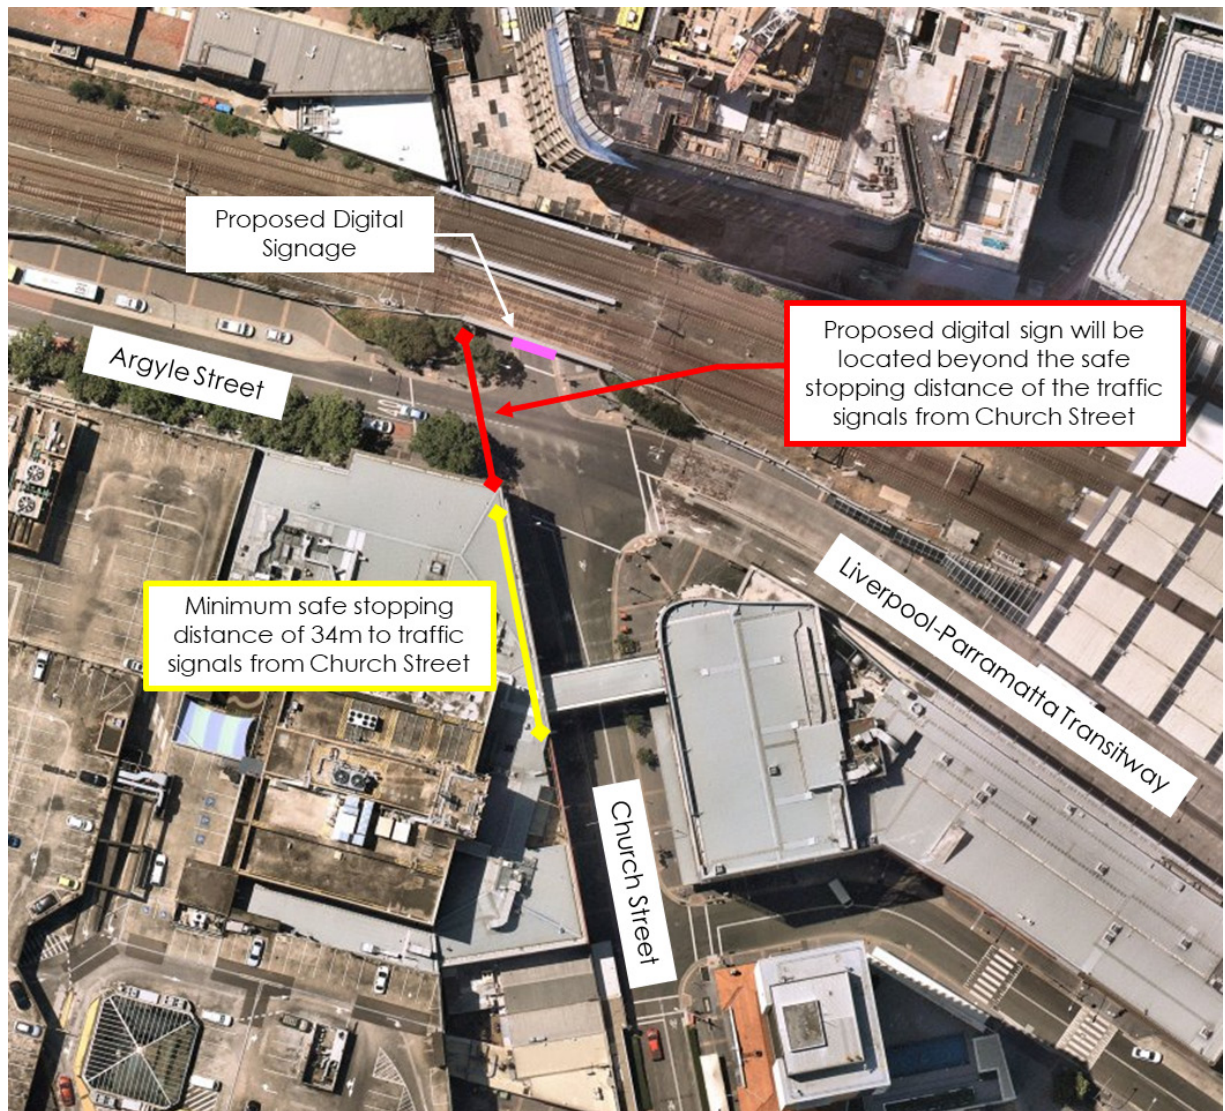 Proposed Digital
Signage
Proposed digital sign will be
located beyond the safe
stopping distance of the traffic
signals from Church Street
Argyle Street
40
Minimum safe stopping
distance of 34m to traffic
signals from Church Street
Liverpool-Parramatta Transitway
Church Street